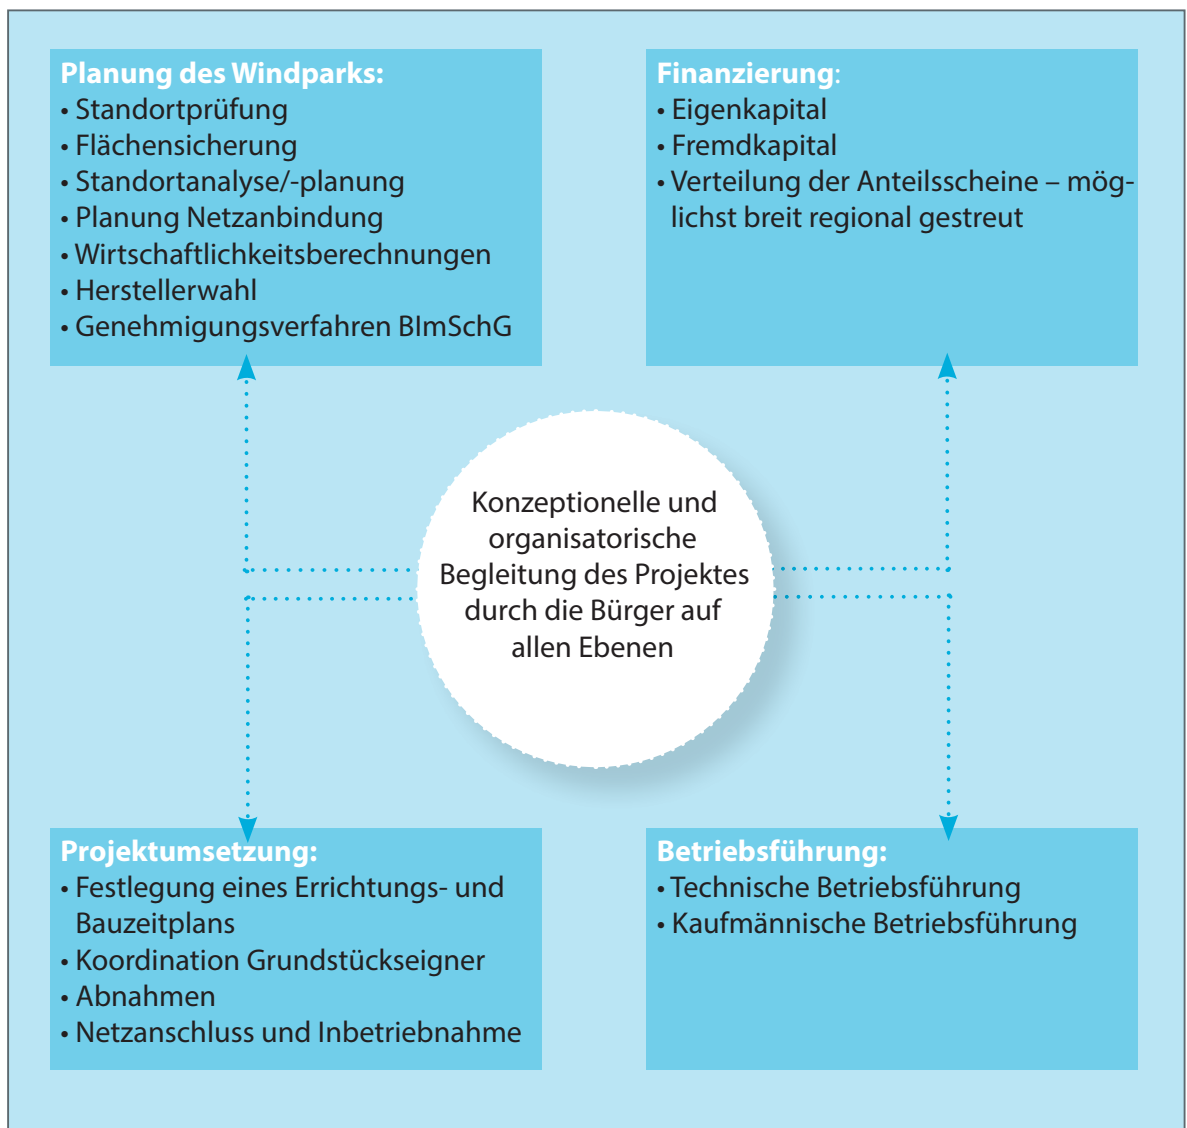 Planung des Windparks:
• Standortprüfung
• Flächensicherung
• Standortanalyse/-planung
• Planung Netzanbindung
• Wirtschaftlichkeitsberechnungen
• Herstellerwahl
• Genehmigungsverfahren BImSchG
Finanzierung:
• Eigenkapital
• Fremdkapital
• Verteilung der Anteilsscheine – mög-
lichst breit regional gestreut
Konzeptionelle und
organisatorische
Begleitung des Projektes
durch die Bürger auf
allen Ebenen
Projektumsetzung:
• Festlegung eines Errichtungs- und
Bauzeitplans
• Koordination Grundstückseigner
• Abnahmen
• Netzanschluss und Inbetriebnahme
Betriebsführung:
• Technische Betriebsführung
• Kaufmännische Betriebsführung